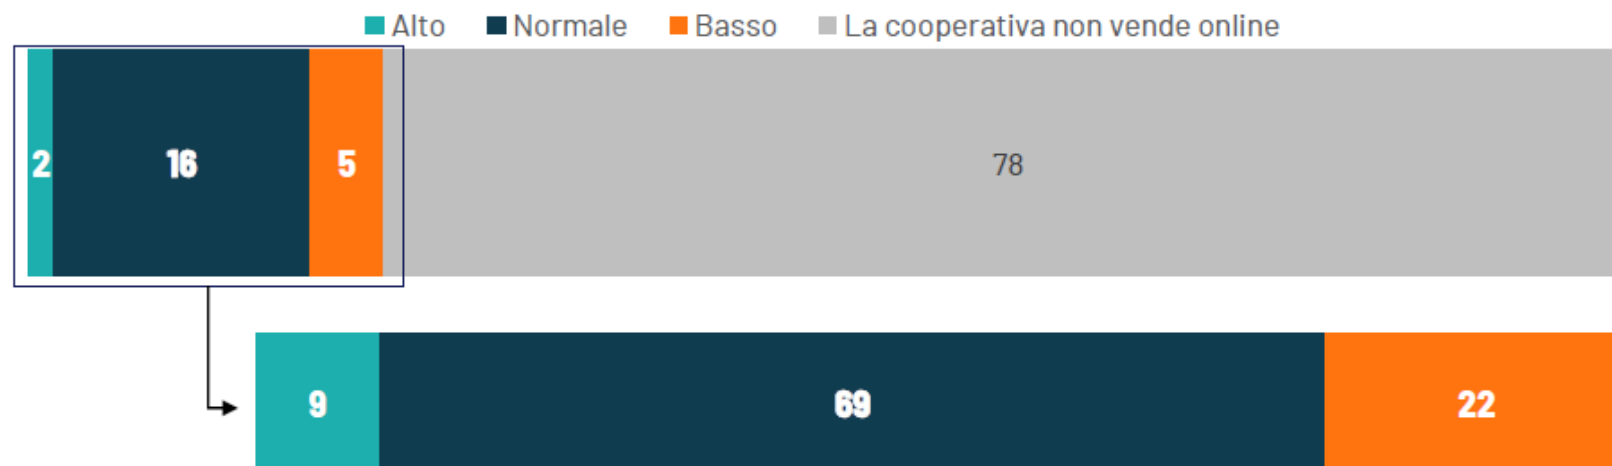 Alto Normale Basso La cooperativa non vende online
2 16 5 78
9 69 22